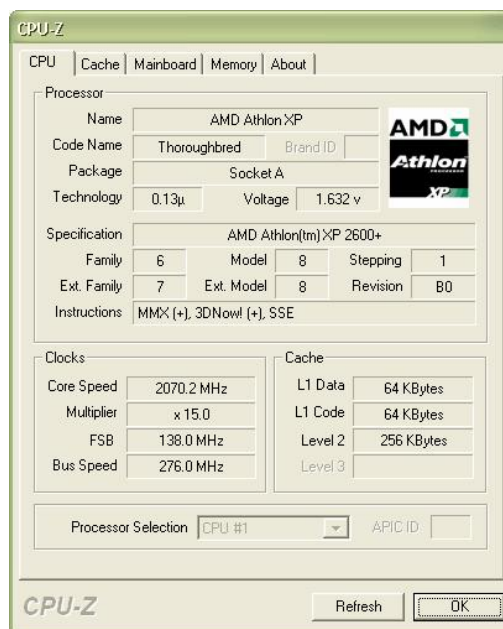 CPU-Z
CPU Cache Mainboard Memory About
Processor
Name AMD Athlon XP
Code Name Thoroughbred Brand ID
Package Socket A
Technology 0.13µ Voltage 1.632 v
AMD
Athlon
PROCESSOR
XP
Specification AMD Athlon(tm) XP 2600+
Family 6 Model 8 Stepping 1
Ext. Family 7 Ext. Model 8 Revision B0
Instructions MMX (+), 3DNow! (+), SSE
Clocks
Core Speed 2070.2 MHz
Multiplier x 15.0
FSB 138.0 MHz
Bus Speed 276.0 MHz
Cache
L1 Data 64 KBytes
L1 Code 64 KBytes
Level 2 256 KBytes
Level 3
Processor Selection CPU #1 APIC ID
CPU-Z Refresh OK